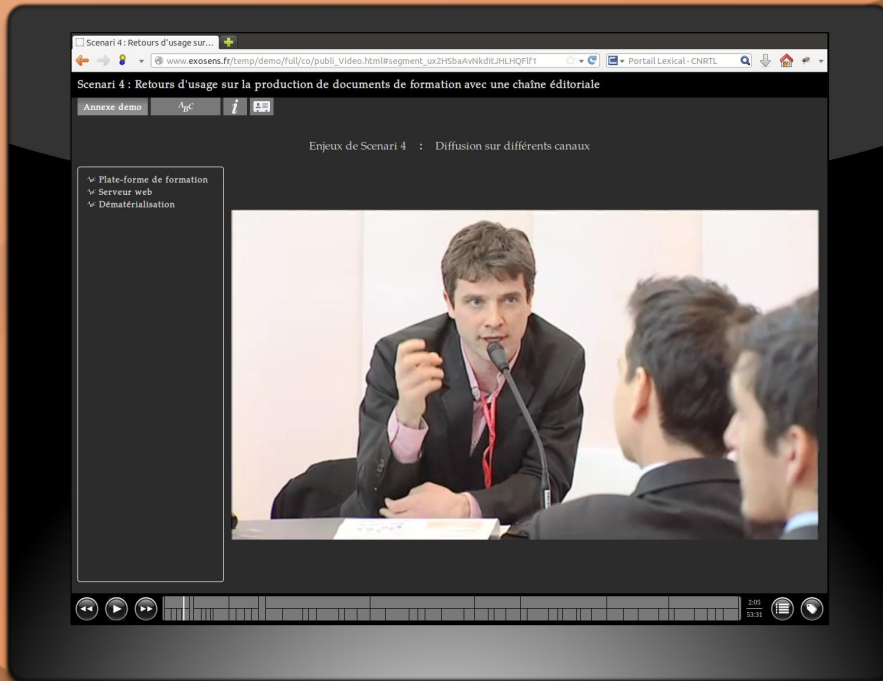 Scenari 4 : Retours d'usage sur...
www.exosens.fr/temp/demo/full/co/publi_Video.html#segment_ux2HSbaAvNkdItJHLHQFlf1
Portail Lexical - CNRTL
Scenari 4 : Retours d'usage sur la production de documents de formation avec une chaîne éditoriale
Annexe demo
ABC
i
Enjeux de Scenari 4 : Diffusion sur différents canaux
Plate-forme de formation
Serveur web
Dématérialisation
2:05
53:31